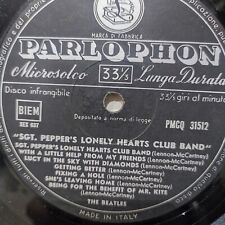 MARCA DI FABBRICA
PARLOPHON
Microsolco 33⅓ Lunga Durata
Disco infrangibile 33⅓ giri al minuto
Depositato a norma di legge
BIEM
PMCQ 31512
"SGT. PEPPER'S LONELY HEARTS CLUB BAND"
SGT. PEPPER'S LONELY HEARTS CLUB BAND (Lennon-McCartney)
WITH A LITTLE HELP FROM MY FRIENDS (Lennon-McCartney)
LUCY IN THE SKY WITH DIAMONDS (Lennon-McCartney)
GETTING BETTER (Lennon-McCartney)
FIXING A HOLE (Lennon-McCartney)
SHE'S LEAVING HOME (Lennon-McCartney)
BEING FOR THE BENEFIT OF MR. KITE
(Lennon-McCartney)
THE BEATLES
MADE IN ITALY